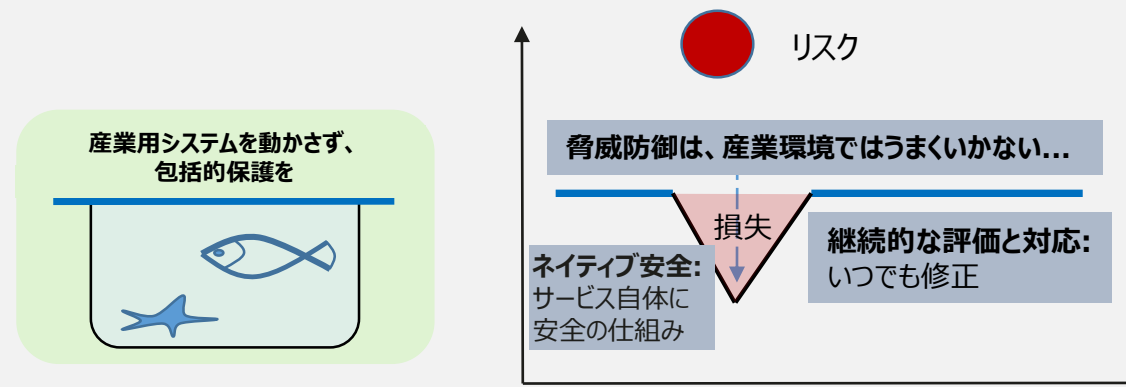 産業用システムを動かさず、
包括的保護を
リスク
脅威防御は、産業環境ではうまくいかない...
損失
ネイティブ安全:
サービス自体に
安全の仕組み
継続的な評価と対応:
いつでも修正